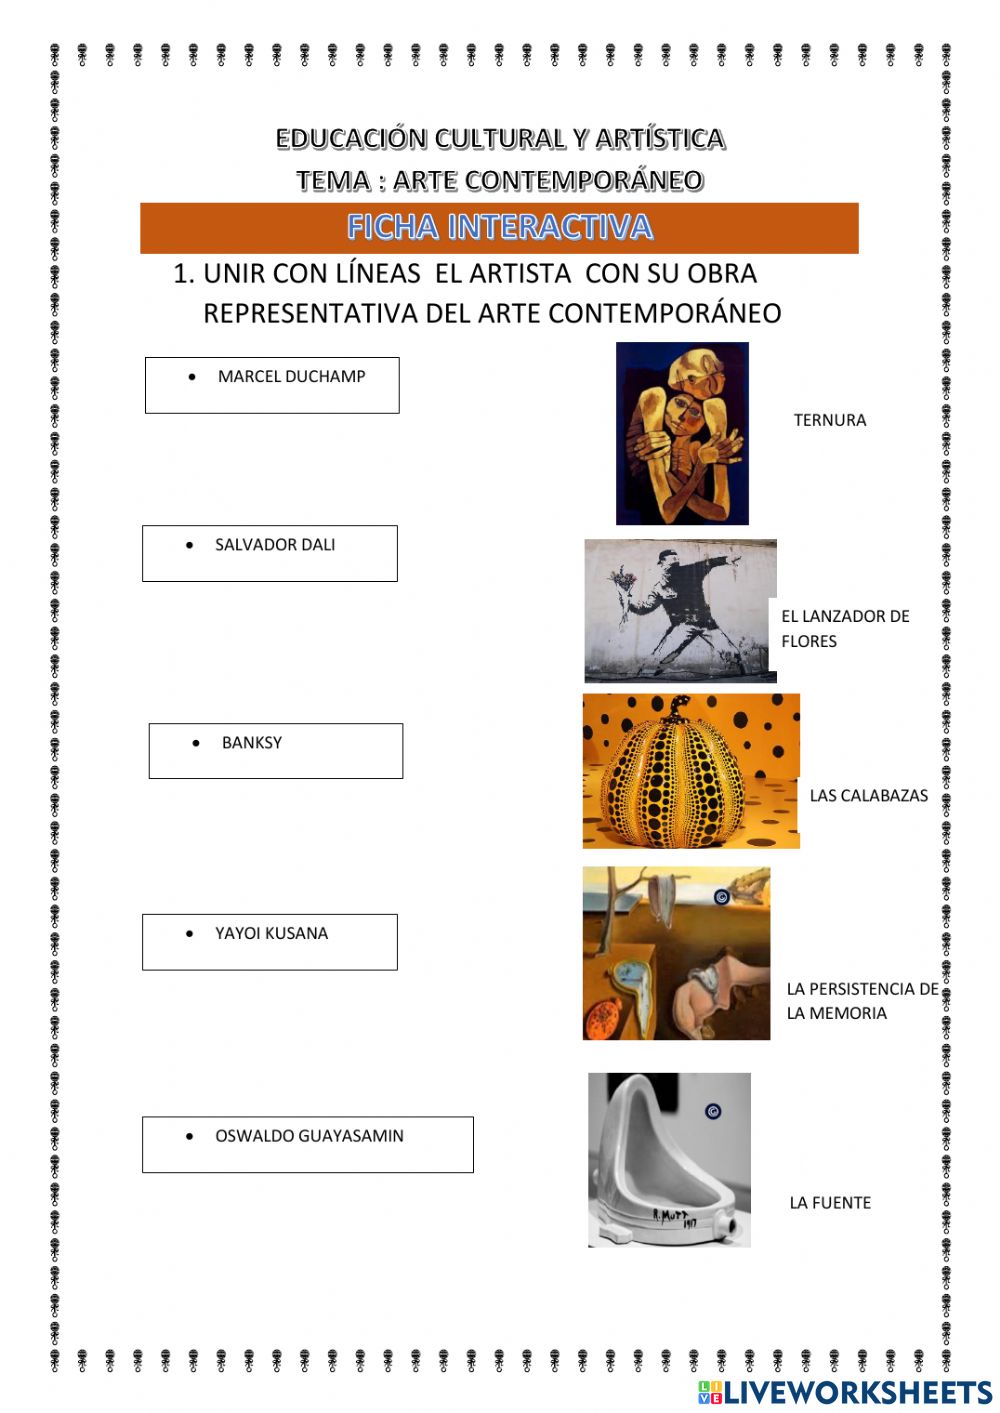 EDUCACIÓN CULTURAL Y ARTÍSTICA
TEMA : ARTE CONTEMPORÁNEO
FICHA INTERACTIVA
1. UNIR CON LÍNEAS EL ARTISTA CON SU OBRA
REPRESENTATIVA DEL ARTE CONTEMPORÁNEO
• MARCEL DUCHAMP
TERNURA
• SALVADOR DALI
EL LANZADOR DE
FLORES
• BANKSY
LAS CALABAZAS
• YAYOI KUSANA
©
LA PERSISTENCIA DE
LA MEMORIA
• OSWALDO GUAYASAMIN
©
R. MUTT
1917
LA FUENTE
LIVE LIVEWORKSHEETS